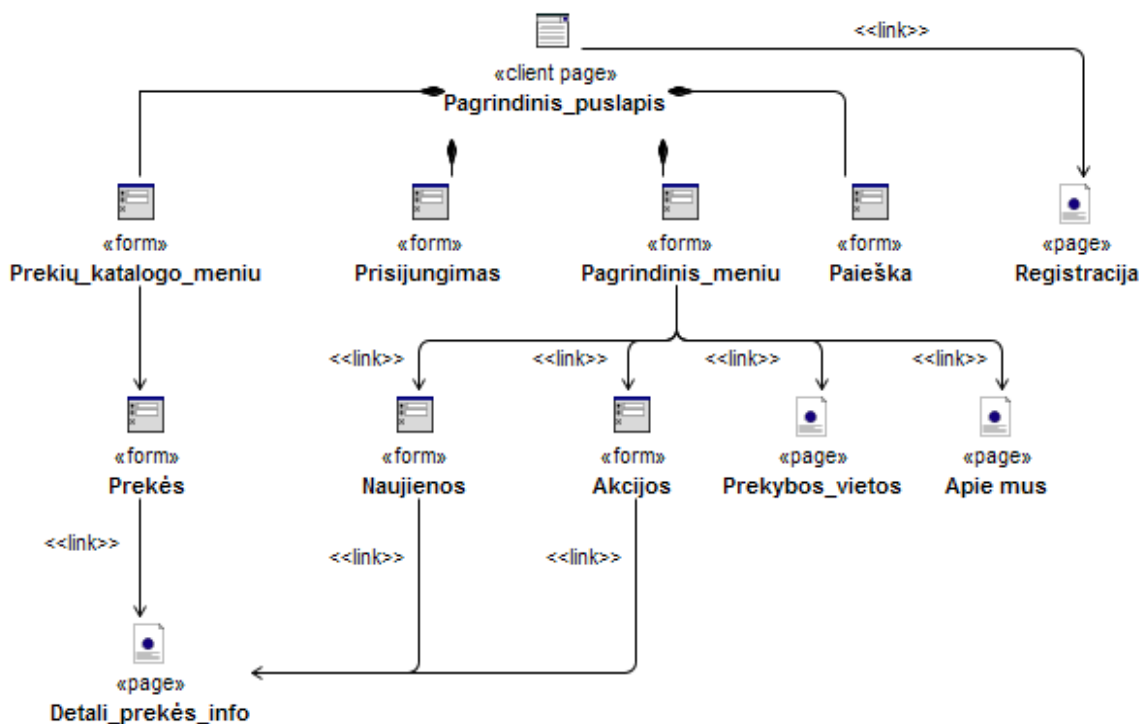 <<link>>
«client page»
Pagrindinis_puslapis
«form»
Prekių_katalogo_meniu
«form»
Prisijungimas
«form»
Pagrindinis_meniu
«form»
Paieška
«page»
Registracija
<<link>>
<<link>>
<<link>>
<<link>>
«form»
Prekės
«form»
Naujienos
«form»
Akcijos
«page»
Prekybos_vietos
«page»
Apie mus
<<link>>
<<link>>
<<link>>
«page»
Detali_prekės_info